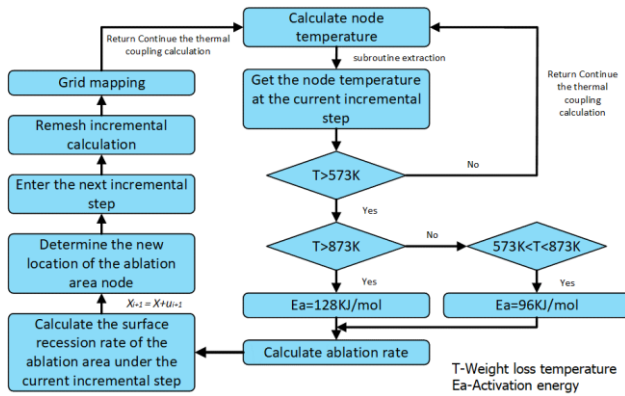 Calculate node
temperature
Return Continue the thermal
coupling calculation
subroutine extraction
Grid mapping
Get the node temperature
at the current incremental
step
Return Continue
the thermal
coupling
calculation
Remesh incremental
calculation
T>573K
No
Enter the next incremental
step
Yes
Determine the new
location of the ablation
area node
T>873K
No
573K<T<873K
Yes
Yes
Xi+1 = X+ui+1
Ea=128KJ/mol
Ea=96KJ/mol
Calculate the surface
recession rate of the
ablation area under the
current incremental step
Calculate ablation rate
T-Weight loss temperature
Ea-Activation energy